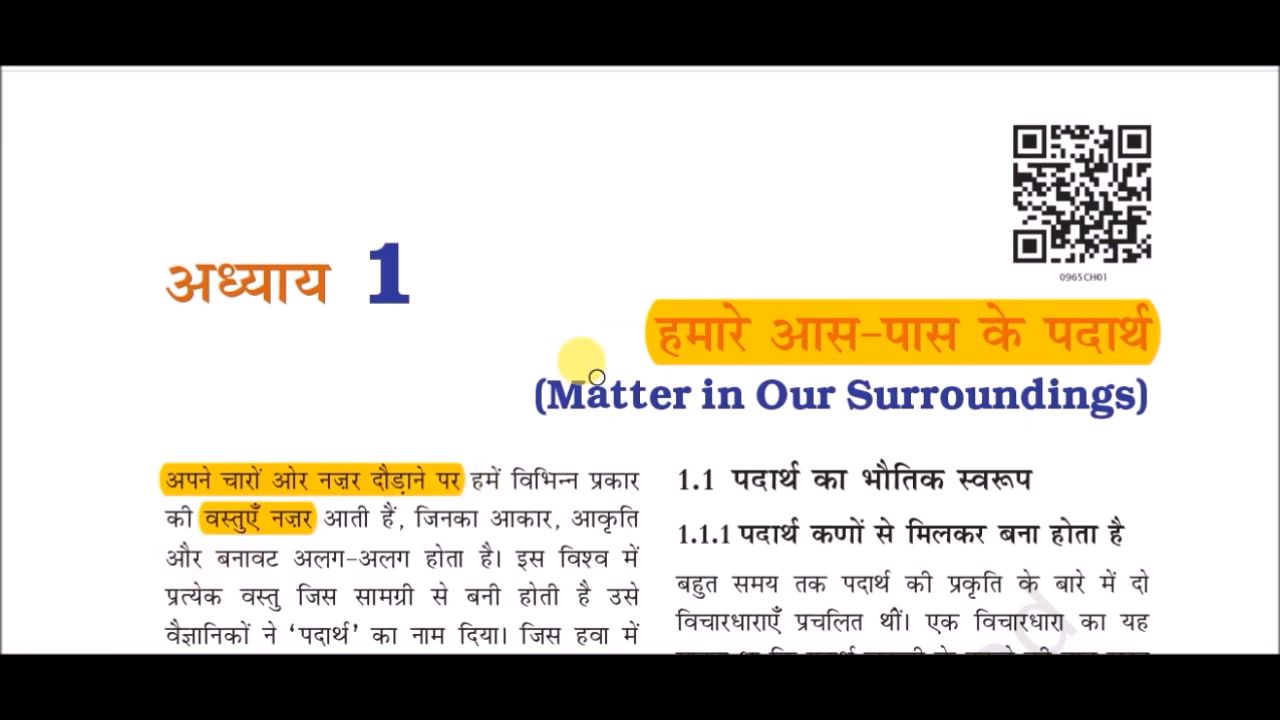 0965CH01
अध्याय 1
हमारे आस-पास के पदार्थ
(Matter in Our Surroundings)
अपने चारों ओर नज़र दौड़ाने पर हमें विभिन्न प्रकार
की वस्तुएँ नज़र आती हैं, जिनका आकार, आकृति
और बनावट अलग-अलग होता है। इस विश्व में
प्रत्येक वस्तु जिस सामग्री से बनी होती है उसे
वैज्ञानिकों ने ‘पदार्थ’ का नाम दिया। जिस हवा में
1.1 पदार्थ का भौतिक स्वरूप
1.1.1 पदार्थ कणों से मिलकर बना होता है
बहुत समय तक पदार्थ की प्रकृति के बारे में दो
विचारधाराएँ प्रचलित थीं। एक विचारधारा का यह